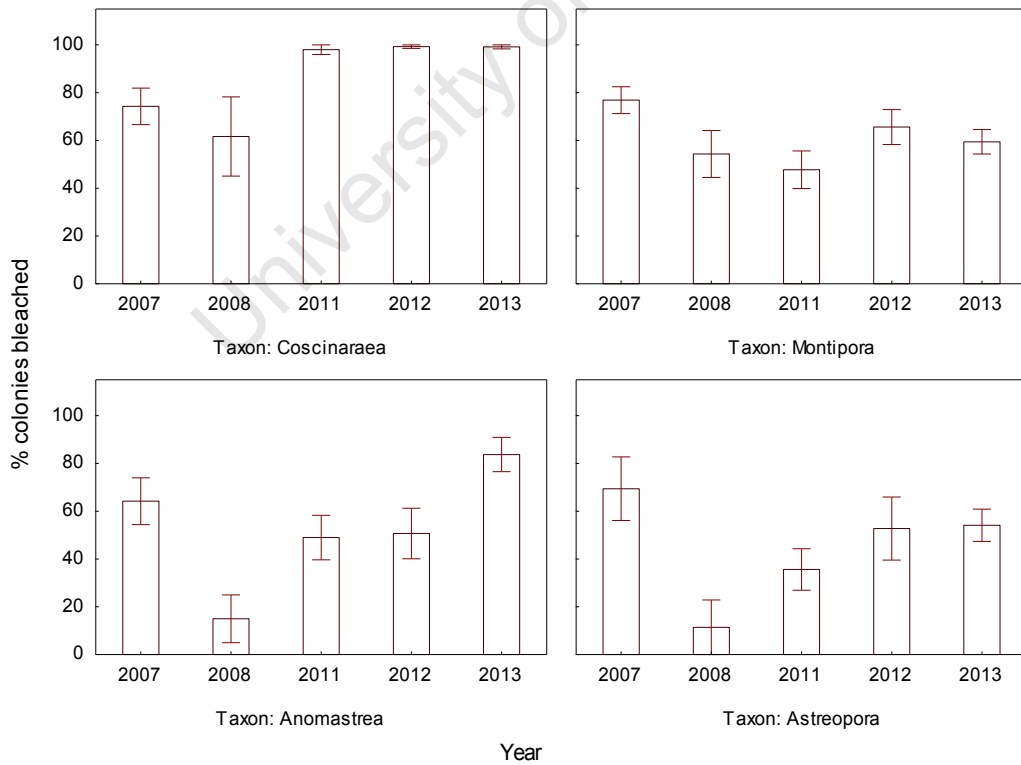 University of
% colonies bleached
100
80
60
40
20
0
2007 2008 2011 2012 2013
Taxon: Coscinaraea
2007 2008 2011 2012 2013
Taxon: Montipora
100
80
60
40
20
0
2007 2008 2011 2012 2013
Taxon: Anomastrea
2007 2008 2011 2012 2013
Taxon: Astreopora
Year